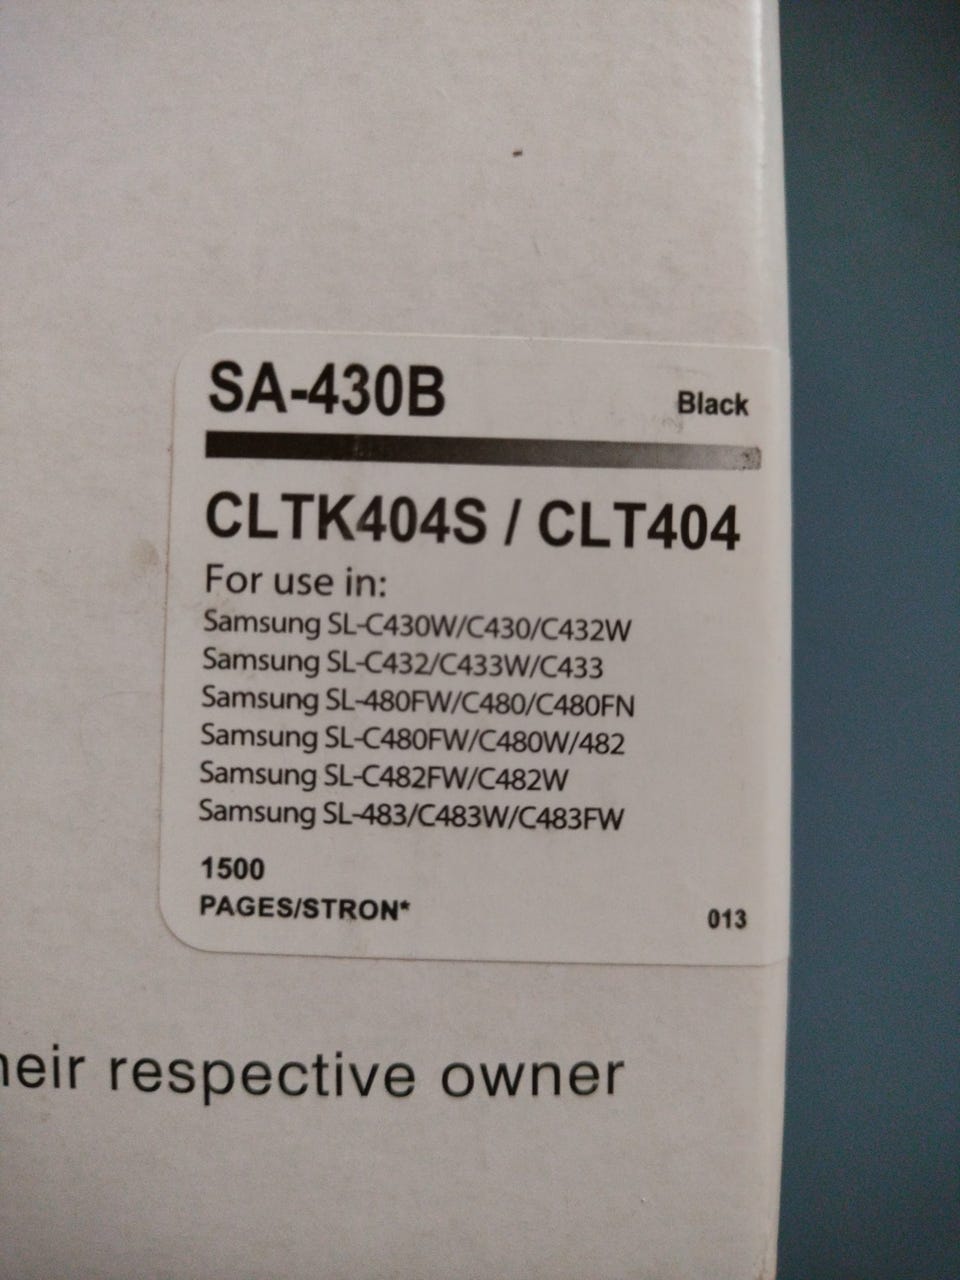 SA-430B
Black
CLTK404S / CLT404
For use in:
Samsung SL-C430W/C430/C432W
Samsung SL-C432/C433W/C433
Samsung SL-480FW/C480/C480FN
Samsung SL-C480FW/C480W/482
Samsung SL-C482FW/C482W
Samsung SL-483/C483W/C483FW
1500
PAGES/STRON*
013
heir respective owner